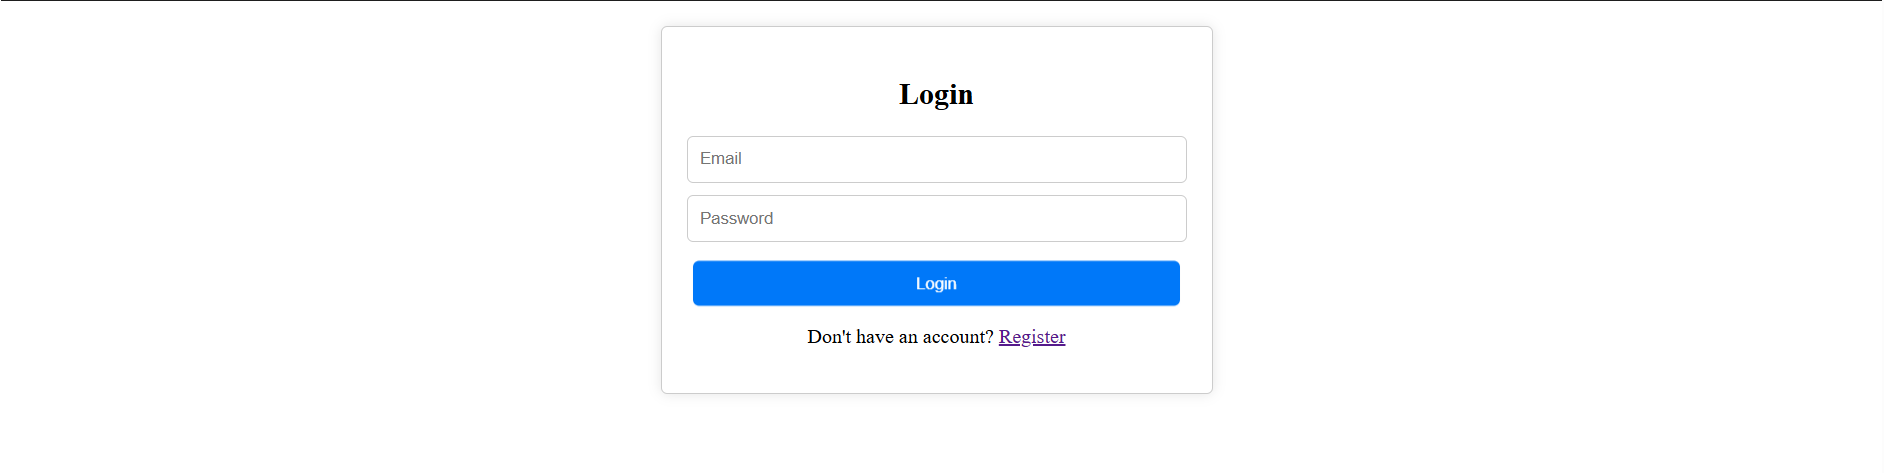 Login
Email
Password
Login
Don't have an account? Register